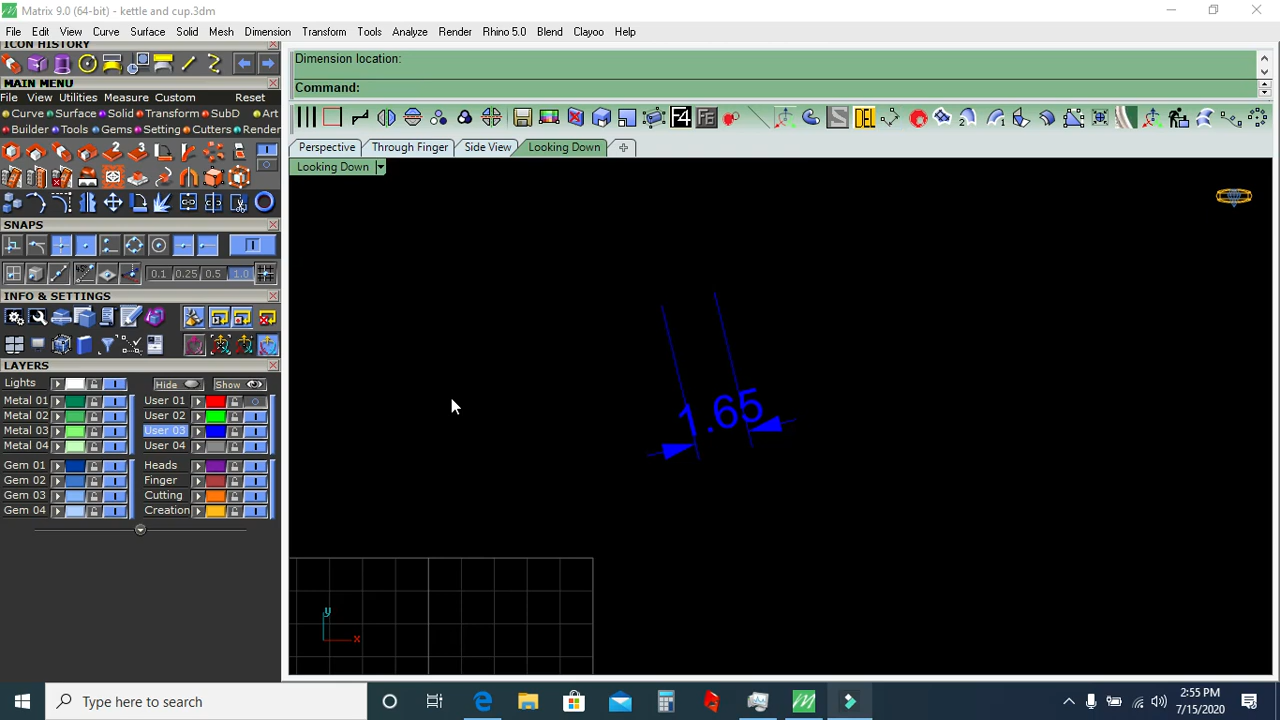 Matrix 9.0 (64-bit) - kettle and cup.3dm
File Edit View Curve Surface Solid Mesh Transform Tools Analyze Render Rhino 5.0 Dimension Blend Clayoo Help
ICON HISTORY
MAIN MENU
File View Utilities Measure Custom Reset
Curve Surface Solid Transform SubD Art
Builder Tools Gems Setting Cutters Render
SNAPS
0.1 0.25 0.5 1.0
INFO & SETTINGS
LAYERS
Lights Hide Show
Metal 01 User 01
Metal 02 User 02
Metal 03 User 03
Metal 04 User 04
Gem 01 Heads
Gem 02 Finger
Gem 03 Cutting
Gem 04 Creation
Dimension location:
Command:
F4 DEL
Perspective Through Finger Side View Looking Down
Looking Down
1.65
y
x
Type here to search
2:55 PM
7/15/2020